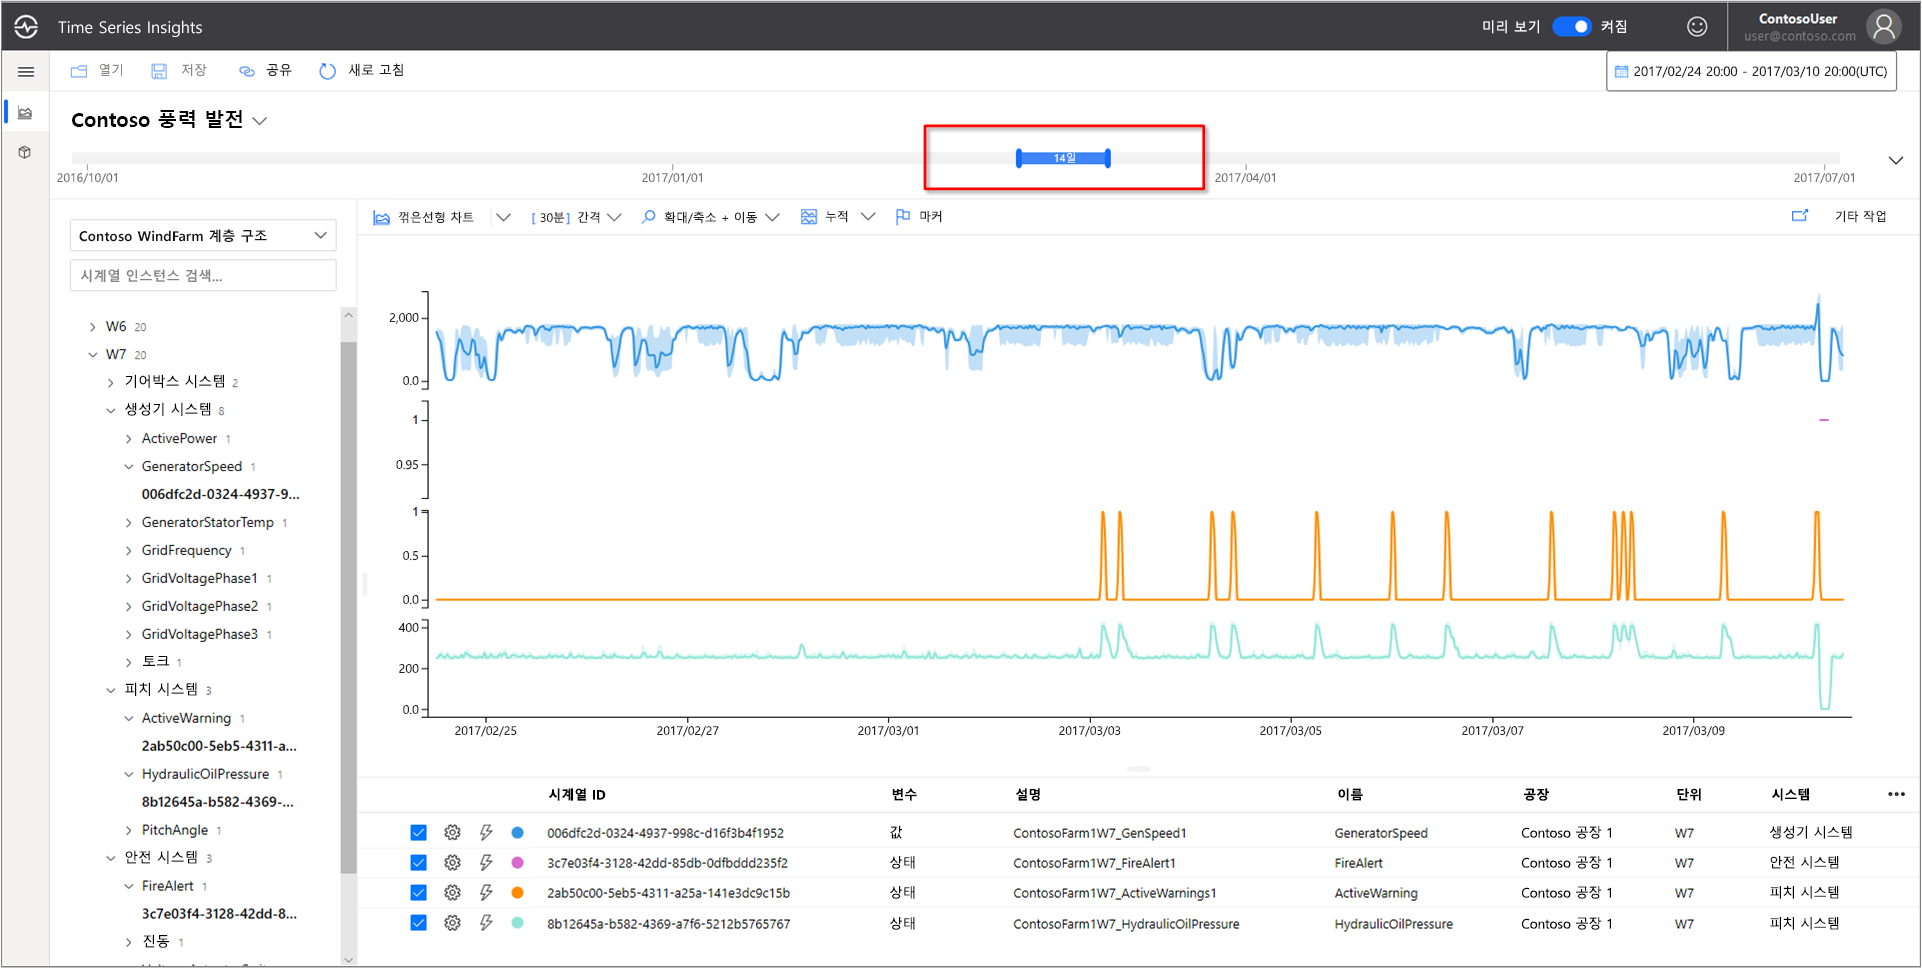 Time Series Insights
미리 보기 켜짐
ContosoUser
user@contoso.com
열기 저장 공유 새로 고침
2017/02/24 20:00 - 2017/03/10 20:00(UTC)
Contoso 풍력 발전
14일
2016/10/01 2017/01/01 2017/04/01 2017/07/01
꺾은선형 차트 [ 30분] 간격 확대/축소 + 이동 누적 마커 기타 작업
Contoso WindFarm 계층 구조
시계열 인스턴스 검색...
W6 20
W7 20
기어박스 시스템 2
생성기 시스템 8
ActivePower 1
GeneratorSpeed 1
006dfc2d-0324-4937-9...
GeneratorStatorTemp 1
GridFrequency 1
GridVoltagePhase1 1
GridVoltagePhase2 1
GridVoltagePhase3 1
토크 1
피치 시스템 3
ActiveWarning 1
2ab50c00-5eb5-4311-a...
HydraulicOilPressure 1
8b12645a-b582-4369-...
PitchAngle 1
안전 시스템 3
FireAlert 1
3c7e03f4-3128-42dd-8...
진동 1
2,000
0.0
1
0.95
1
0.5
0.0
400
200
0.0
2017/02/25 2017/02/27 2017/03/01 2017/03/03 2017/03/05 2017/03/07 2017/03/09
시계열 ID 변수 설명 이름 공장 단위 시스템 •••
006dfc2d-0324-4937-998c-d16f3b4f1952 값 ContosoFarm1W7_GenSpeed1 GeneratorSpeed Contoso 공장 1 W7 생성기 시스템
3c7e03f4-3128-42dd-85db-0dfbddd235f2 상태 ContosoFarm1W7_FireAlert1 FireAlert Contoso 공장 1 W7 안전 시스템
2ab50c00-5eb5-4311-a25a-141e3dc9c15b 상태 ContosoFarm1W7_ActiveWarnings1 ActiveWarning Contoso 공장 1 W7 피치 시스템
8b12645a-b582-4369-a7f6-5212b5765767 상태 ContosoFarm1W7_HydraulicOilPressure HydraulicOilPressure Contoso 공장 1 W7 피치 시스템